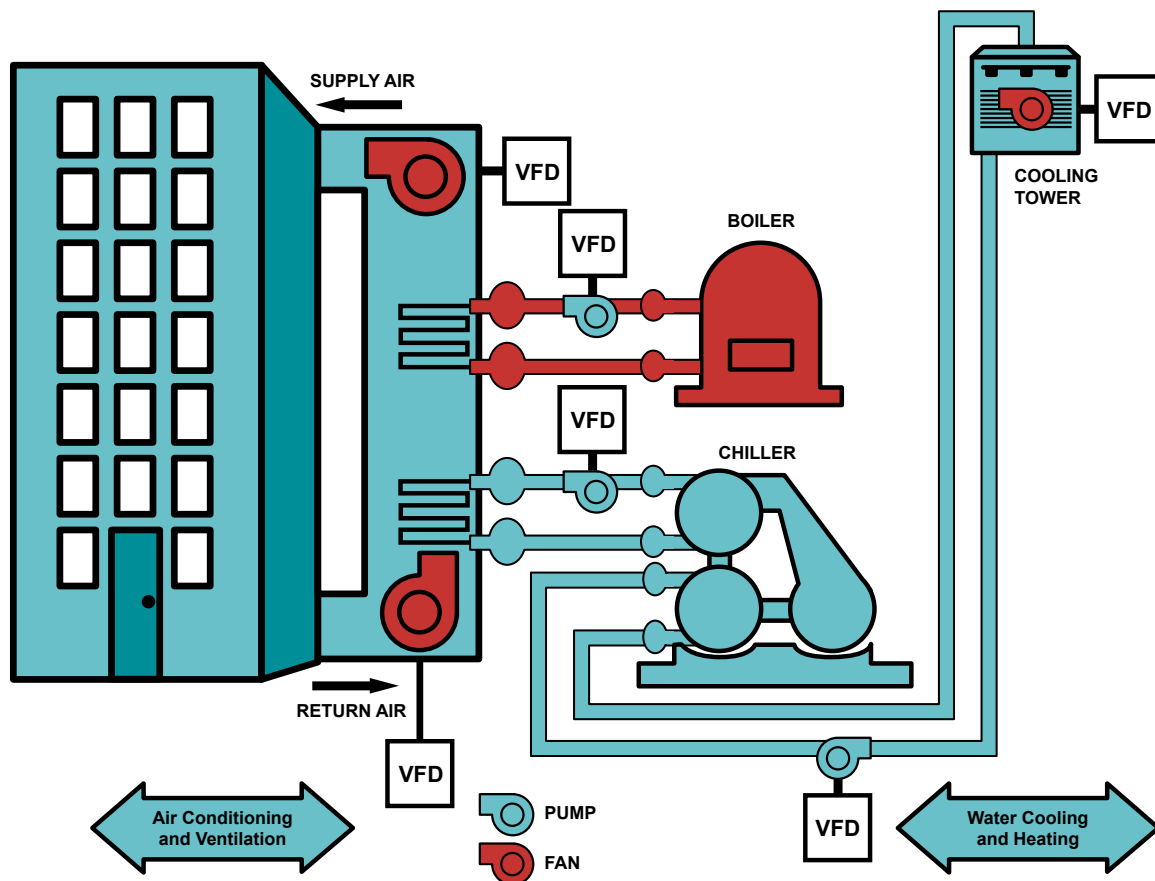 SUPPLY AIR
VFD
COOLING
TOWER
VFD
VFD
BOILER
VFD
CHILLER
RETURN AIR
VFD
Air Conditioning
and Ventilation
PUMP
FAN
VFD
Water Cooling
and Heating